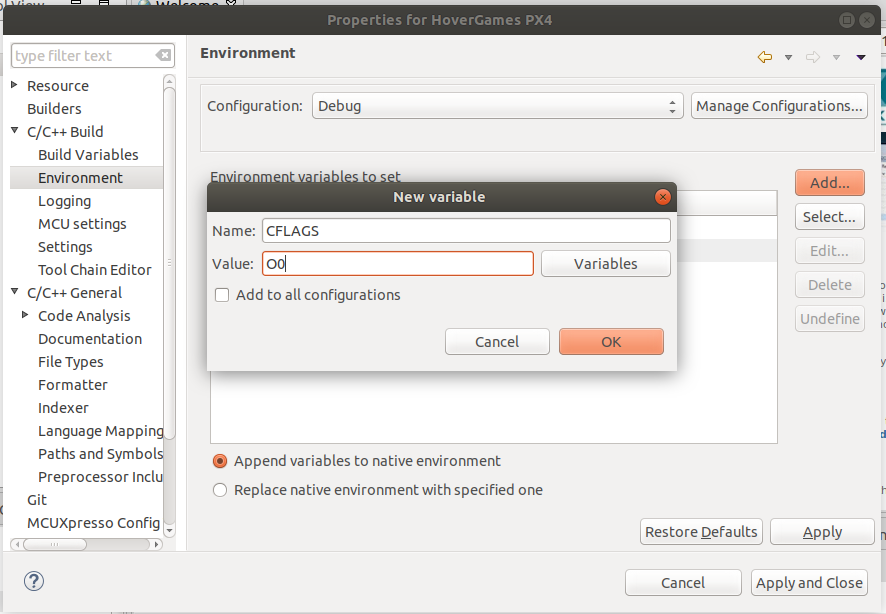 Welcome
Properties for HoverGames PX4
type filter text
Environment
Resource
Builders
C/C++ Build
Build Variables
Environment
Logging
MCU settings
Settings
Tool Chain Editor
C/C++ General
Code Analysis
Documentation
File Types
Formatter
Indexer
Language Mapping
Paths and Symbols
Preprocessor Inclu
Git
MCUXpresso Config
Configuration: Debug Manage Configurations...
Environment variables to set
Add...
Select...
Edit...
Delete
Undefine
New variable
Name: CFLAGS
Value: O0 Variables
Add to all configurations
Cancel OK
Append variables to native environment
Replace native environment with specified one
Restore Defaults Apply
? Cancel Apply and Close